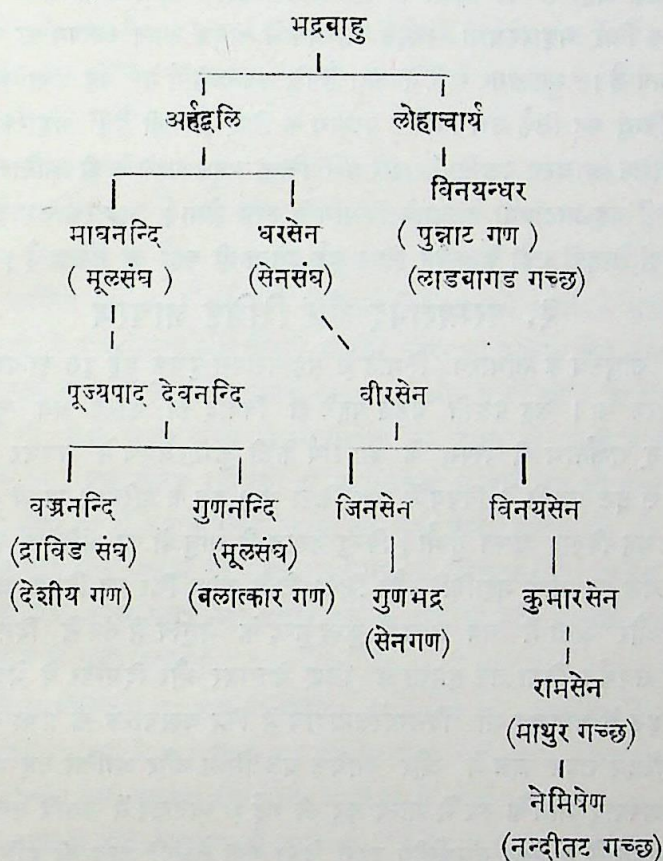 भद्रबाहु
अर्हद्वलि लोहाचार्य
माघनन्दि धरसेन विनयन्धर
( मूलसंघ ) (सेनसंघ) ( पुन्नाट गण )
(लाडबागड गच्छ)
पूज्यपाद देवनन्दि वीरसेन
वज्रनन्दि गुणनन्दि जिनसेन विनयसेन
(द्राविड संघ) (मूलसंघ)
(देशीय गण) (बलात्कार गण) गुणभद्र कुमारसेन
(सेनगण)
रामसेन
(माथुर गच्छ)
नेमिषेण
(नन्दीतट गच्छ)